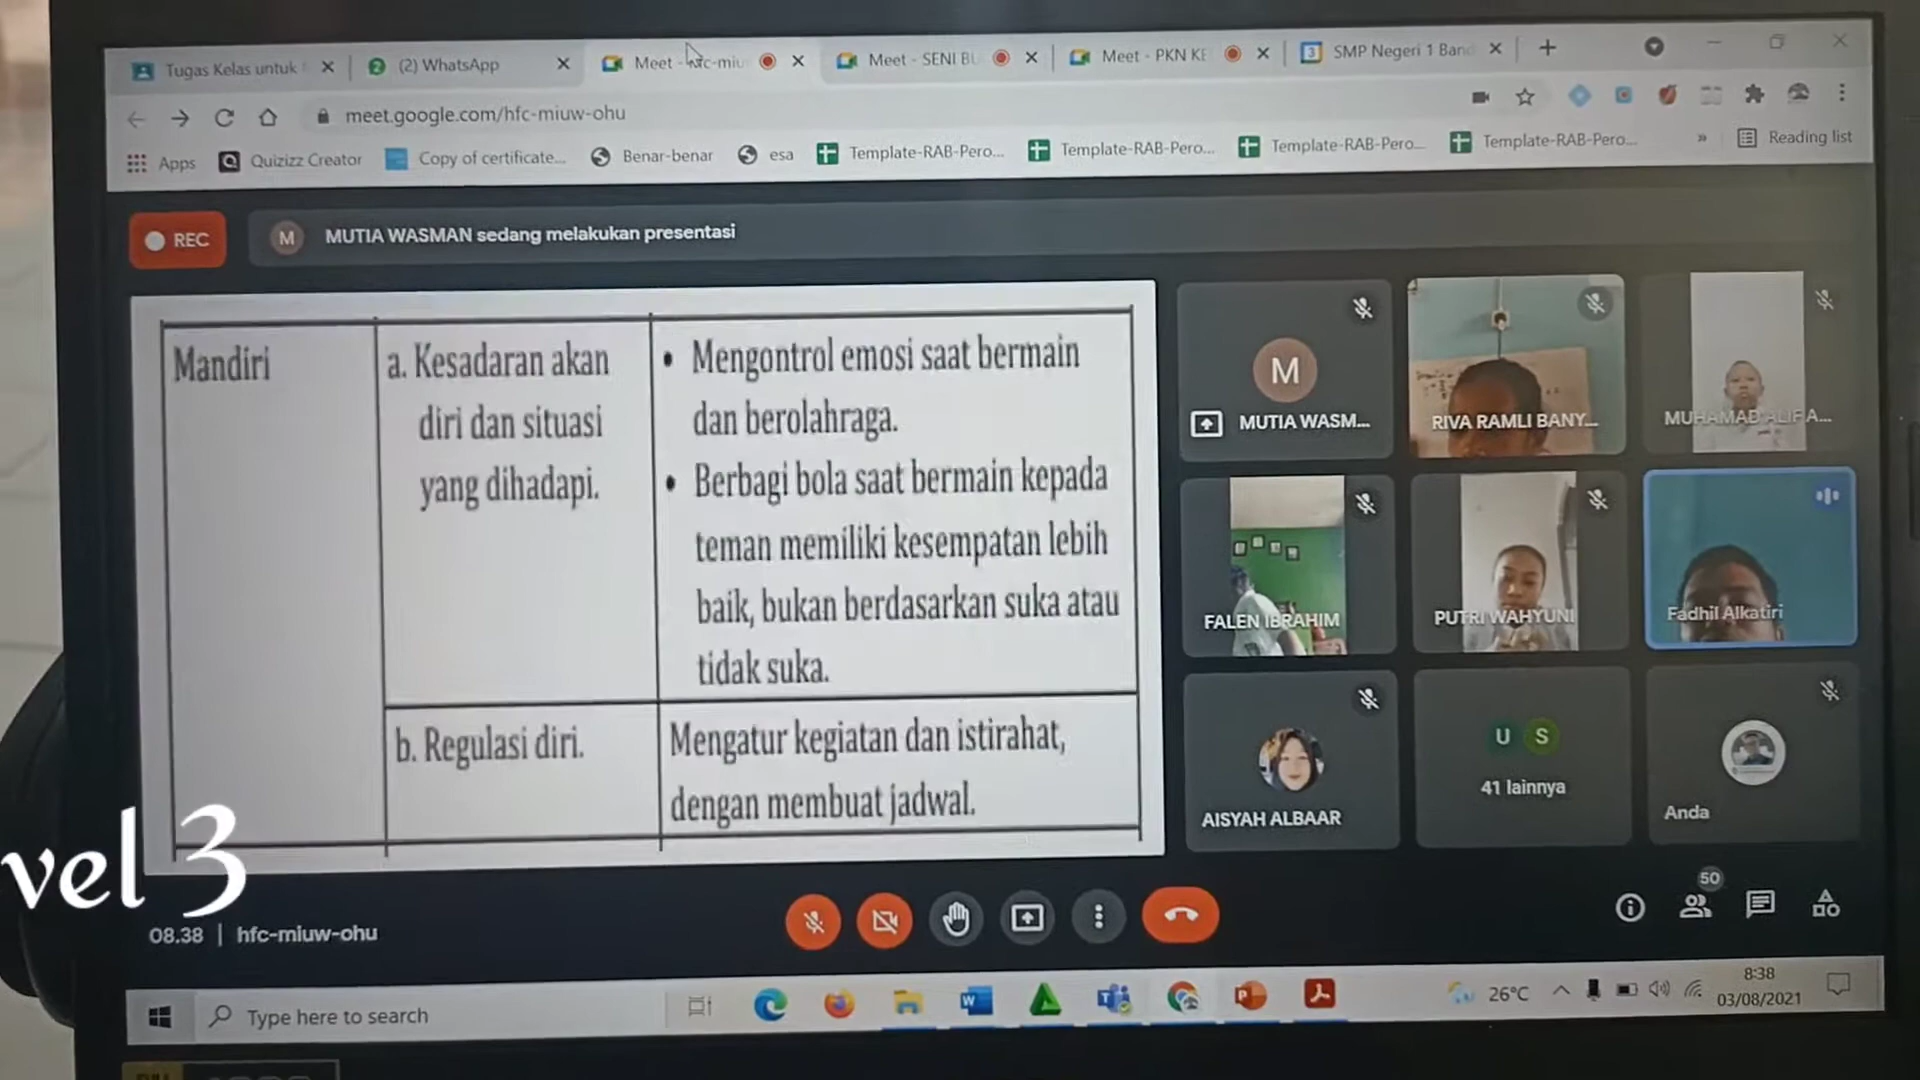 Tugas Kelas untuk
(2) WhatsApp
Meet - hfc-miu
Meet - SENI BU
Meet - PKN KE
SMP Negeri 1 Band
meet.google.com/hfc-miuw-ohu
Apps
Quizizz Creator
Copy of certificate...
Benar-benar
esa
Template-RAB-Pero...
Template-RAB-Pero...
Template-RAB-Pero...
Template-RAB-Pero...
Reading list
REC
M
MUTIA WASMAN sedang melakukan presentasi
Mandiri
a. Kesadaran akan
diri dan situasi
yang dihadapi.
• Mengontrol emosi saat bermain
dan berolahraga.
• Berbagi bola saat bermain kepada
teman memiliki kesempatan lebih
baik, bukan berdasarkan suka atau
tidak suka.
b. Regulasi diri.
Mengatur kegiatan dan istirahat,
dengan membuat jadwal.
M
MUTIA WASM...
RIVA RAMLI BANY...
MUHAMAD ALIF A...
FALEN IBRAHIM
PUTRI WAHYUNI
Fadhil Alkatiri
AISYAH ALBAAR
U S
41 lainnya
Anda
vel 3
08.38 | hfc-miuw-ohu
50
Type here to search
26°C
8:38
03/08/2021